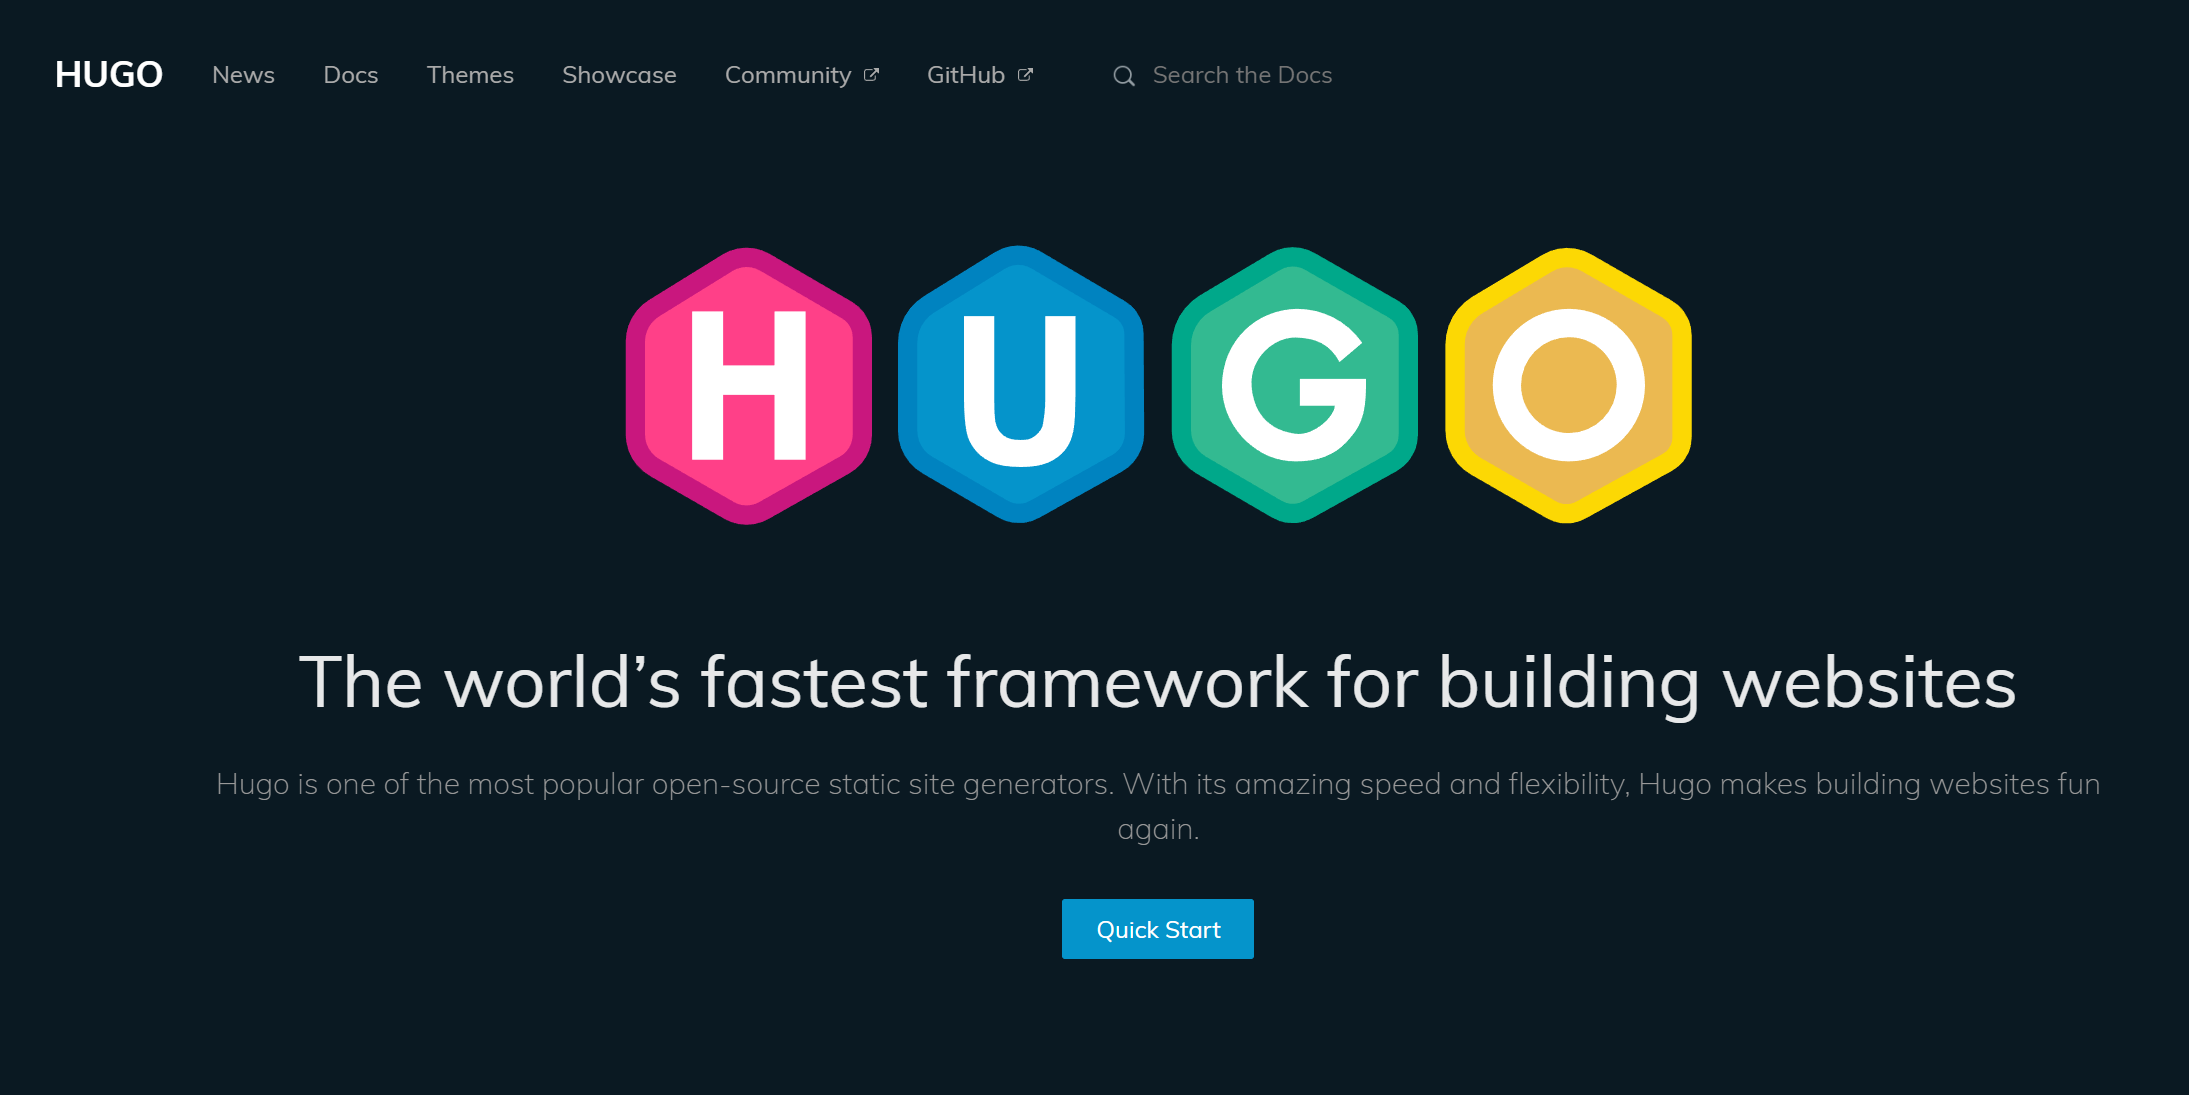 HUGO News Docs Themes Showcase Community GitHub Search the Docs
HUGO
The world’s fastest framework for building websites
Hugo is one of the most popular open-source static site generators. With its amazing speed and flexibility, Hugo makes building websites fun
again.
Quick Start